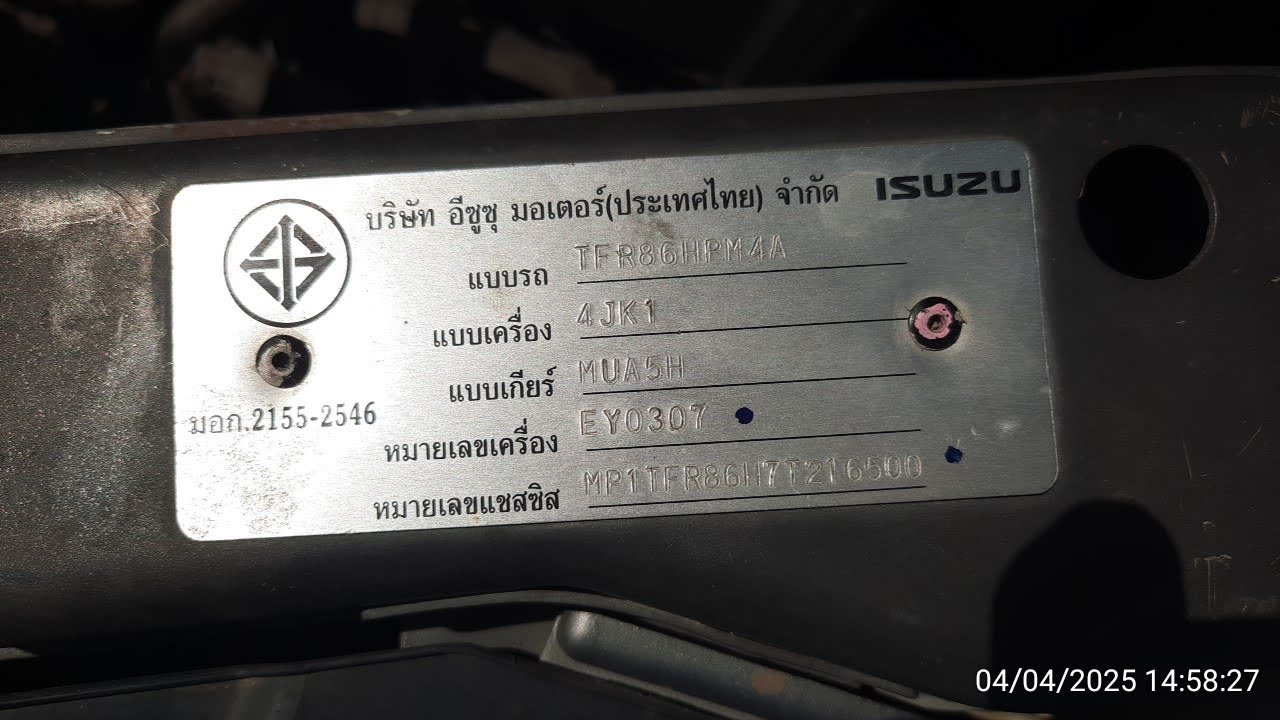 บริษัท อีซูซุ มอเตอร์(ประเทศไทย) จำกัด ISUZU
แบบรถ TFR86HPM4A
แบบเครื่อง 4JK1
แบบเกียร์ MUA5H
มอก.2155-2546
หมายเลขเครื่อง EY0307
หมายเลขแชสซิส MP1TFR86H7T216500
04/04/2025 14:58:27